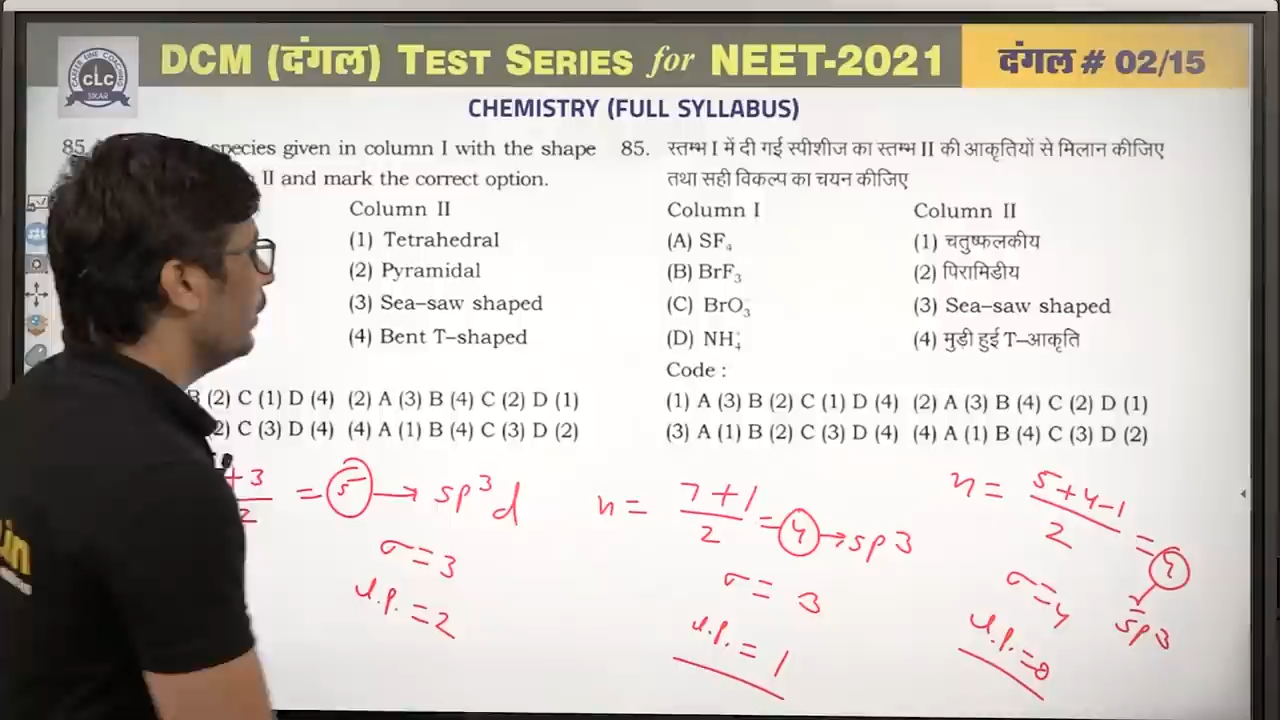 DCM (दंगल) TEST SERIES for NEET-2021
दंगल # 02/15
CLC
SIKAR
CHEMISTRY (FULL SYLLABUS)
85
species given in column I with the shape
II and mark the correct option.
Column II
(1) Tetrahedral
(2) Pyramidal
(3) Sea–saw shaped
(4) Bent T–shaped
B (2) C (1) D (4) (2) A (3) B (4) C (2) D (1)
2) C (3) D (4) (4) A (1) B (4) C (3) D (2)
85. स्तम्भ I में दी गई स्पीशीज का स्तम्भ II की आकृतियों से मिलान कीजिए
तथा सही विकल्प का चयन कीजिए
Column I Column II
(A) SF₄ (1) चतुष्फलकीय
(B) BrF₃ (2) पिरामिडीय
(C) BrO₃⁻ (3) Sea–saw shaped
(D) NH₄⁺ (4) मुड़ी हुई T–आकृति
Code :
(1) A (3) B (2) C (1) D (4) (2) A (3) B (4) C (2) D (1)
(3) A (1) B (2) C (3) D (4) (4) A (1) B (4) C (3) D (2)
+3/2 = 5 → sp³d
σ=3
l.p.=2
n = 7+1/2 = 4 → sp3
σ = 3
l.p. = 1
n = 5+4-1/2 = 4
sp3
σ=4
l.p.=0
in